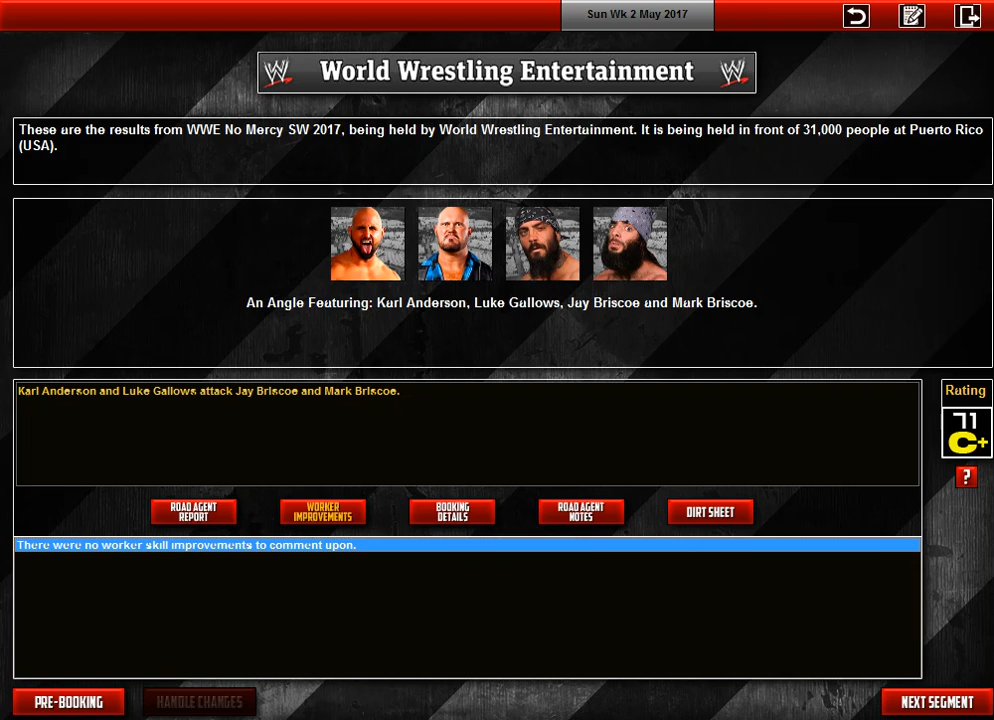 Sun Wk 2 May 2017
World Wrestling Entertainment
These are the results from WWE No Mercy SW 2017, being held by World Wrestling Entertainment. It is being held in front of 31,000 people at Puerto Rico
(USA).
An Angle Featuring: Karl Anderson, Luke Gallows, Jay Briscoe and Mark Briscoe.
Karl Anderson and Luke Gallows attack Jay Briscoe and Mark Briscoe.
Rating
71
C+
?
ROAD AGENT REPORT
WORKER IMPROVEMENTS
BOOKING DETAILS
ROAD AGENT NOTES
DIRT SHEET
There were no worker skill improvements to comment upon.
PRE-BOOKING
HANDLE CHANGES
NEXT SEGMENT